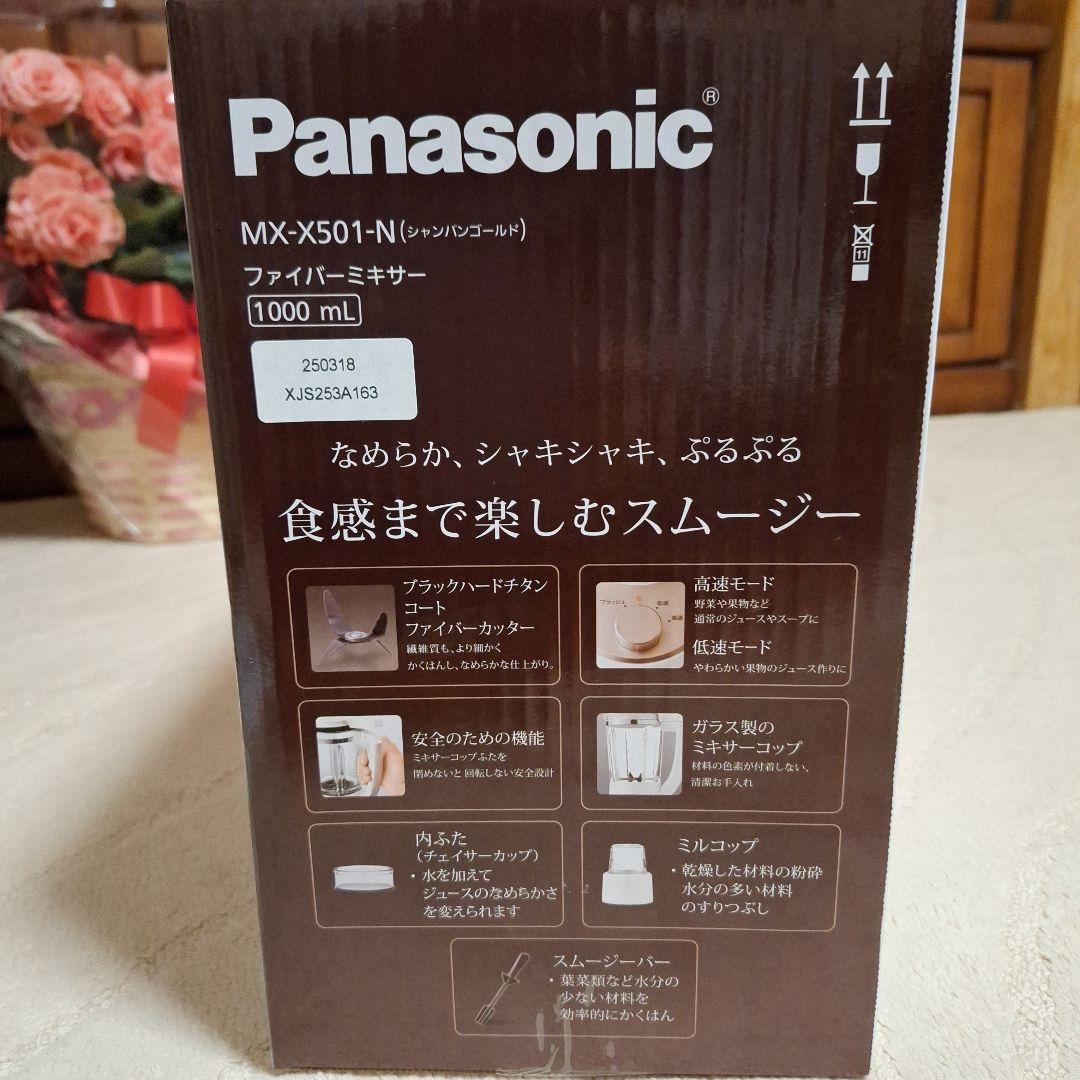 Panasonic®
MX-X501-N(シャンパンゴールド)
ファイバーミキサー
1000 mL
11
250318
XJS253A163
なめらか、シャキシャキ、ぷるぷる
食感まで楽しむスムージー
ブラックハードチタン
コート
ファイバーカッター
繊維質も、より細かく
かくはんし、なめらかな仕上がり。
フラッシュ
低速
高速
高速モード
野菜や果物など
通常のジュースやスープに
低速モード
やわらかい果物のジュース作りに
安全のための機能
ミキサーコップふたを
閉めないと回転しない安全設計
ガラス製の
ミキサーコップ
材料の色素が付着しない、
清潔お手入れ
内ふた
(チェイサーカップ)
・水を加えて
ジュースのなめらかさ
を変えられます
ミルコップ
・乾燥した材料の粉砕
水分の多い材料
のすりつぶし
スムージーバー
・葉菜類など水分の
少ない材料を
効率的にかくはん